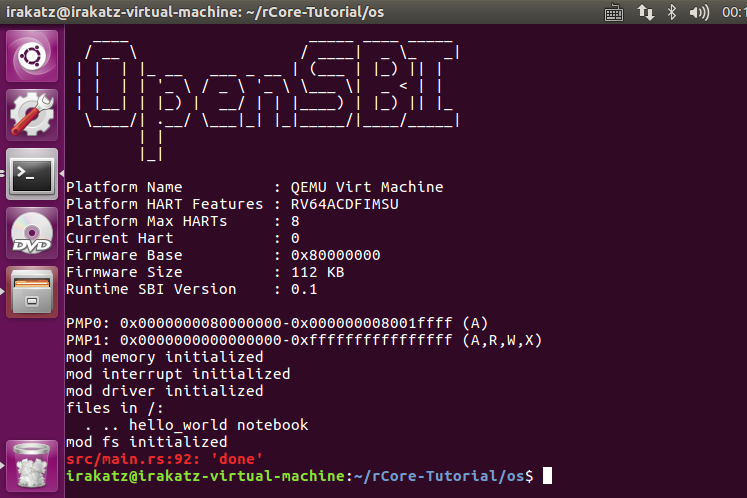 irakatz@irakatz-virtual-machine: ~/rCore-Tutorial/os
OpenSBI
Platform Name : QEMU Virt Machine
Platform HART Features : RV64ACDFIMSU
Platform Max HARTs : 8
Current Hart : 0
Firmware Base : 0x80000000
Firmware Size : 112 KB
Runtime SBI Version : 0.1
PMP0: 0x0000000080000000-0x000000008001ffff (A)
PMP1: 0x0000000000000000-0xffffffffffffffff (A,R,W,X)
mod memory initialized
mod interrupt initialized
mod driver initialized
files in /:
. .. hello_world notebook
mod fs initialized
src/main.rs:92: 'done'
irakatz@irakatz-virtual-machine:~/rCore-Tutorial/os$
DVD